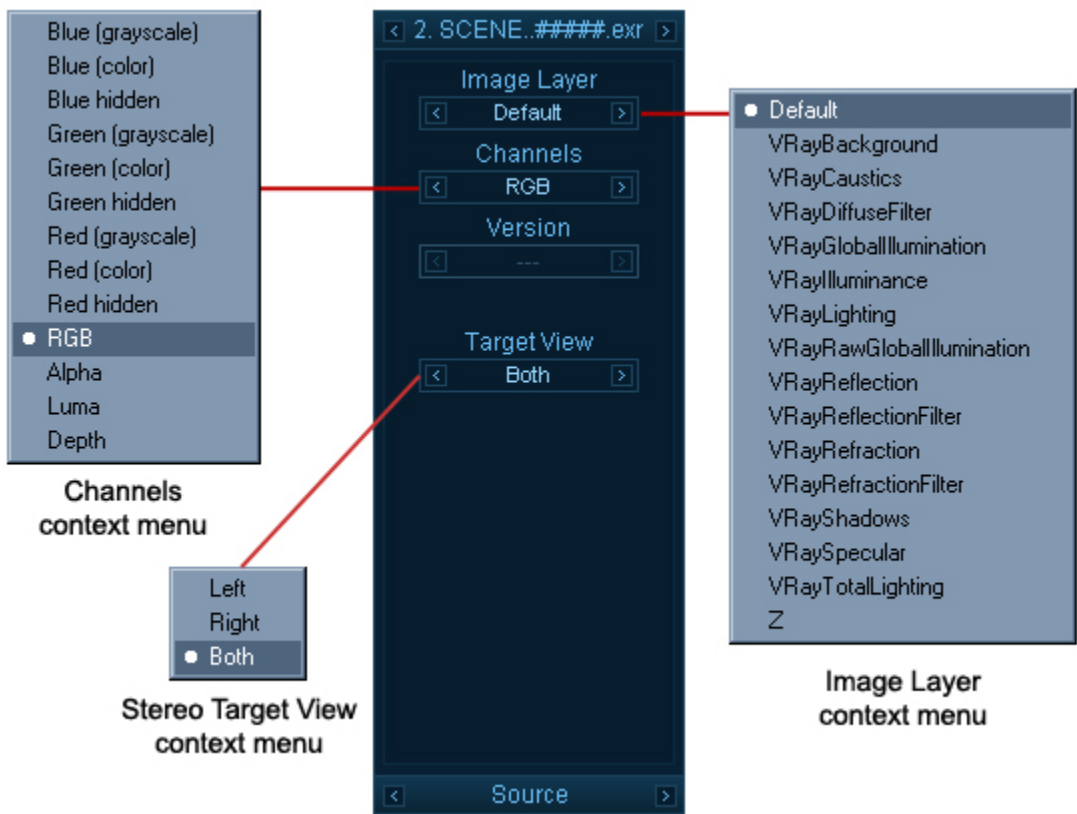 Blue (grayscale)
Blue (color)
Blue hidden
Green (grayscale)
Green (color)
Green hidden
Red (grayscale)
Red (color)
Red hidden
RGB
Alpha
Luma
Depth
Channels
context menu
Left
Right
Both
Stereo Target View
context menu
< 2. SCENE..#####.exr >
Image Layer
< Default >
Channels
< RGB >
Version
< --- >
Target View
< Both >
< Source >
Default
VRayBackground
VRayCaustics
VRayDiffuseFilter
VRayGlobalIllumination
VRayIlluminance
VRayLighting
VRayRawGlobalIllumination
VRayReflection
VRayReflectionFilter
VRayRefraction
VRayRefractionFilter
VRayShadows
VRaySpecular
VRayTotalLighting
Z
Image Layer
context menu